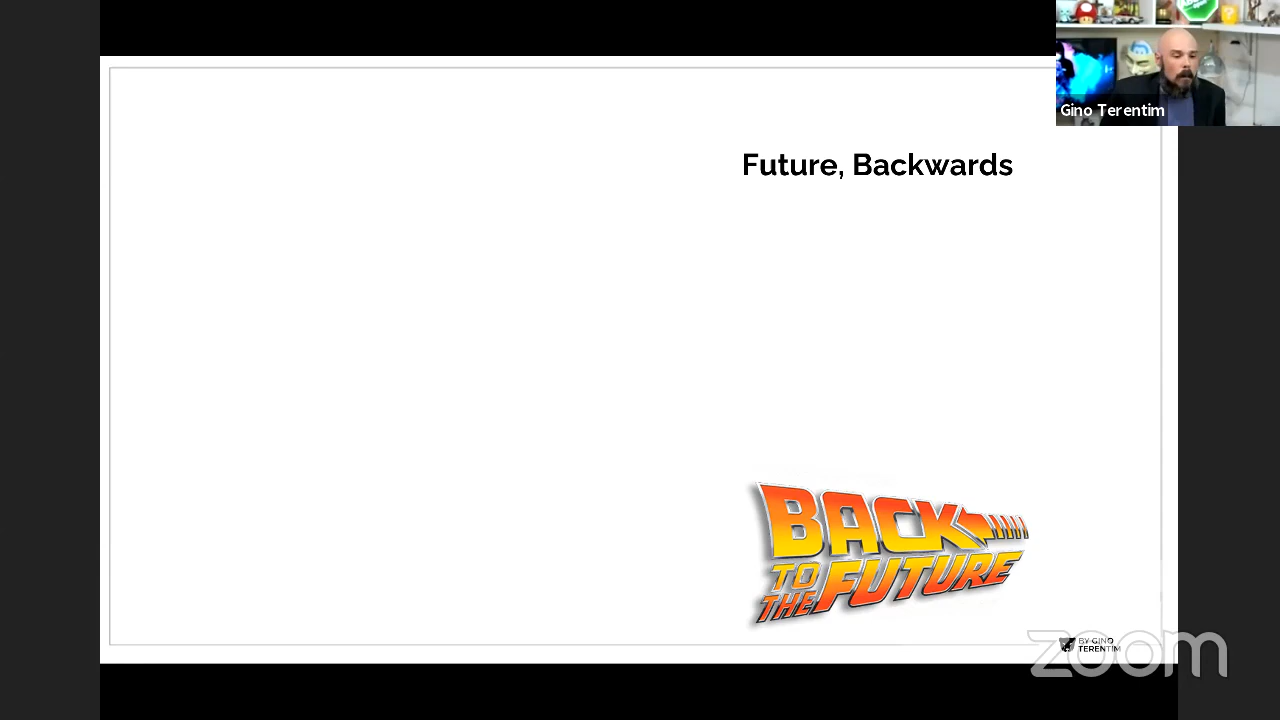 Gino Terentim
Future, Backwards
BACK
TO
THE FUTURE
BY GINO
TERENTIM
zoom